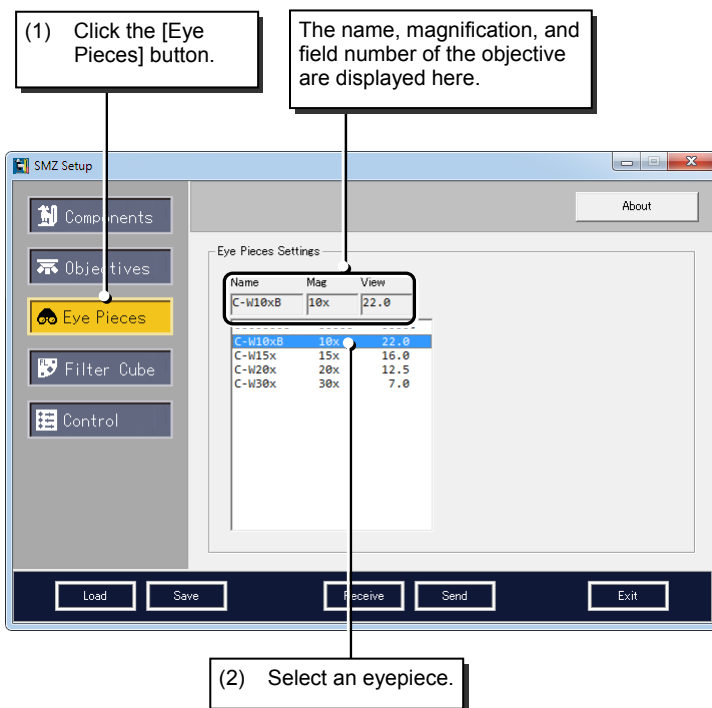 (1) Click the [Eye
Pieces] button.
The name, magnification, and
field number of the objective
are displayed here.
SMZ Setup
About
Components
Objectives
Eye Pieces
Filter Cube
Control
Eye Pieces Settings
Name Mag View
C-W10xB 10x 22.0
-------- ----- -----
C-W10xB 10x 22.0
C-W15x 15x 16.0
C-W20x 20x 12.5
C-W30x 30x 7.0
Load Save Receive Send Exit
(2) Select an eyepiece.